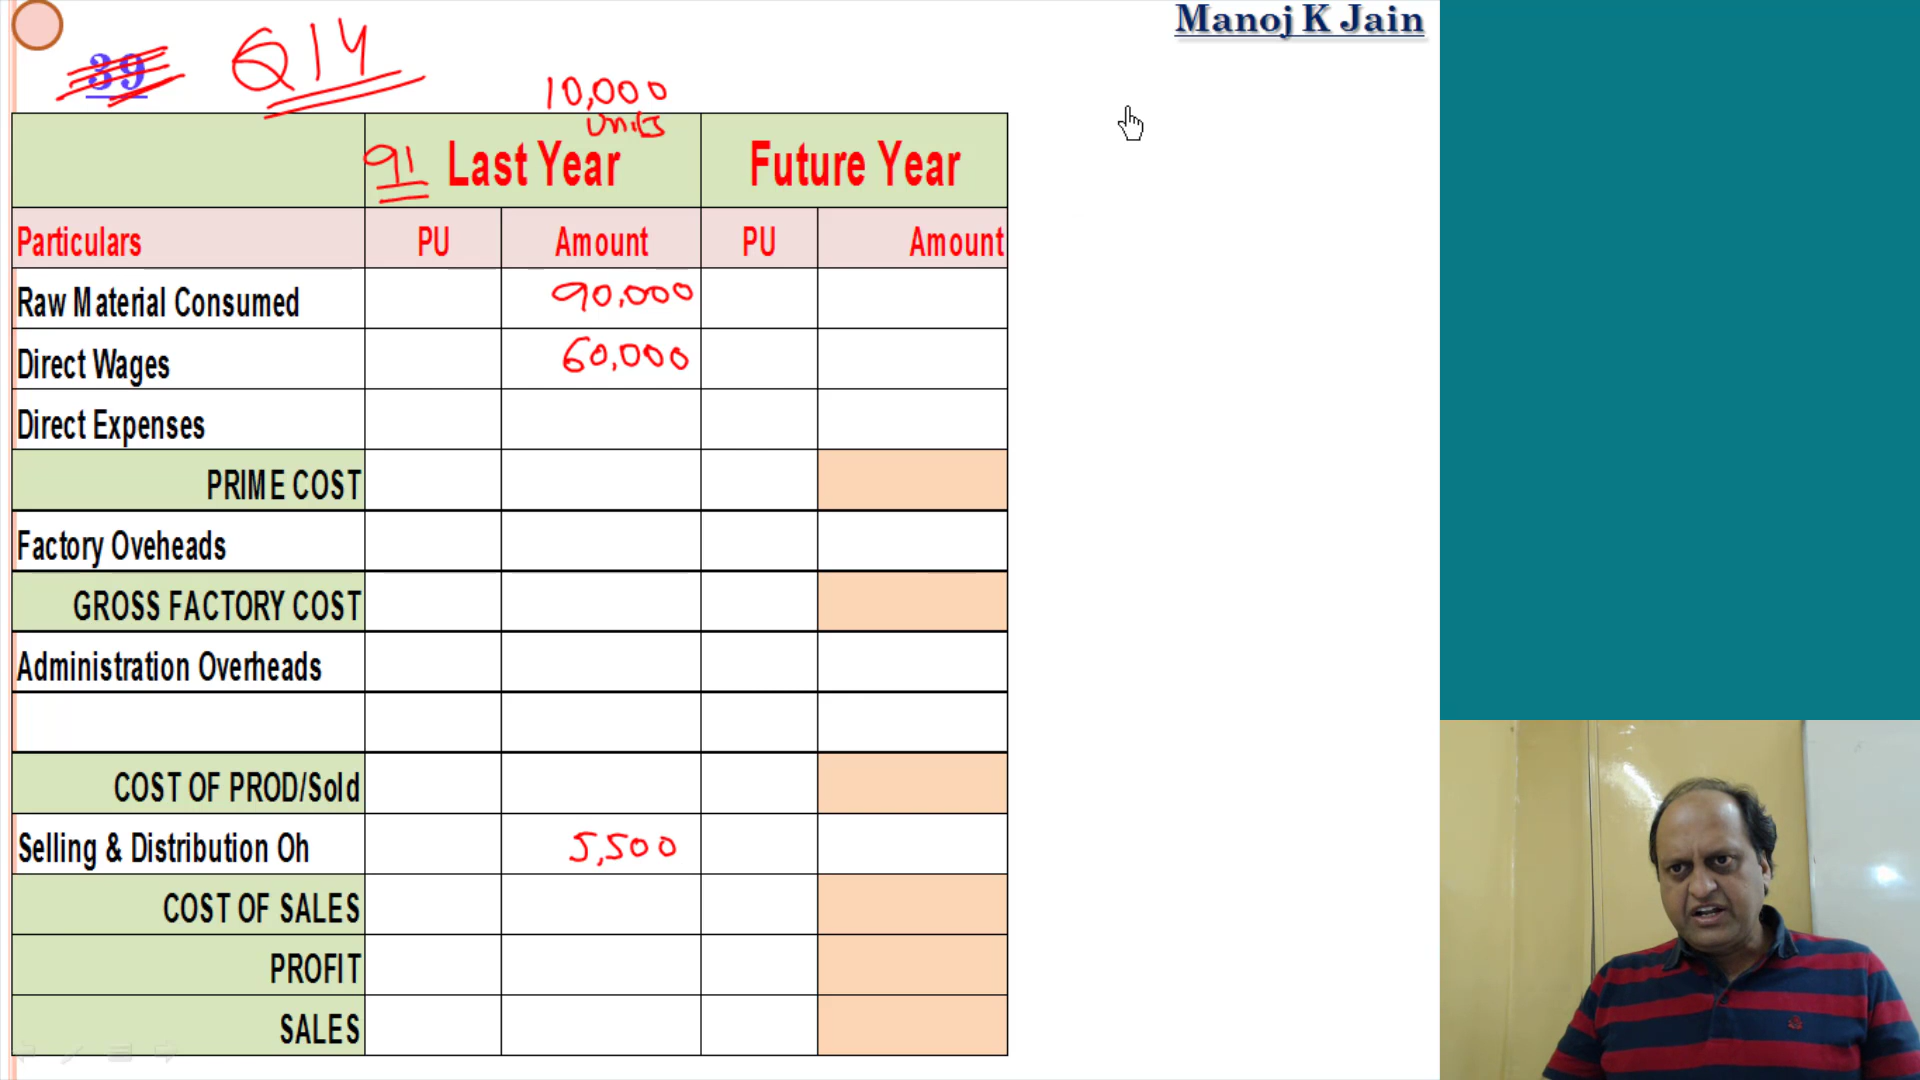 Manoj K Jain
39 Q14
10,000
units
91 Last Year Future Year
Particulars PU Amount PU Amount
Raw Material Consumed 90,000
Direct Wages 60,000
Direct Expenses
PRIME COST
Factory Oveheads
GROSS FACTORY COST
Administration Overheads
COST OF PROD/Sold
Selling & Distribution Oh 5,500
COST OF SALES
PROFIT
SALES